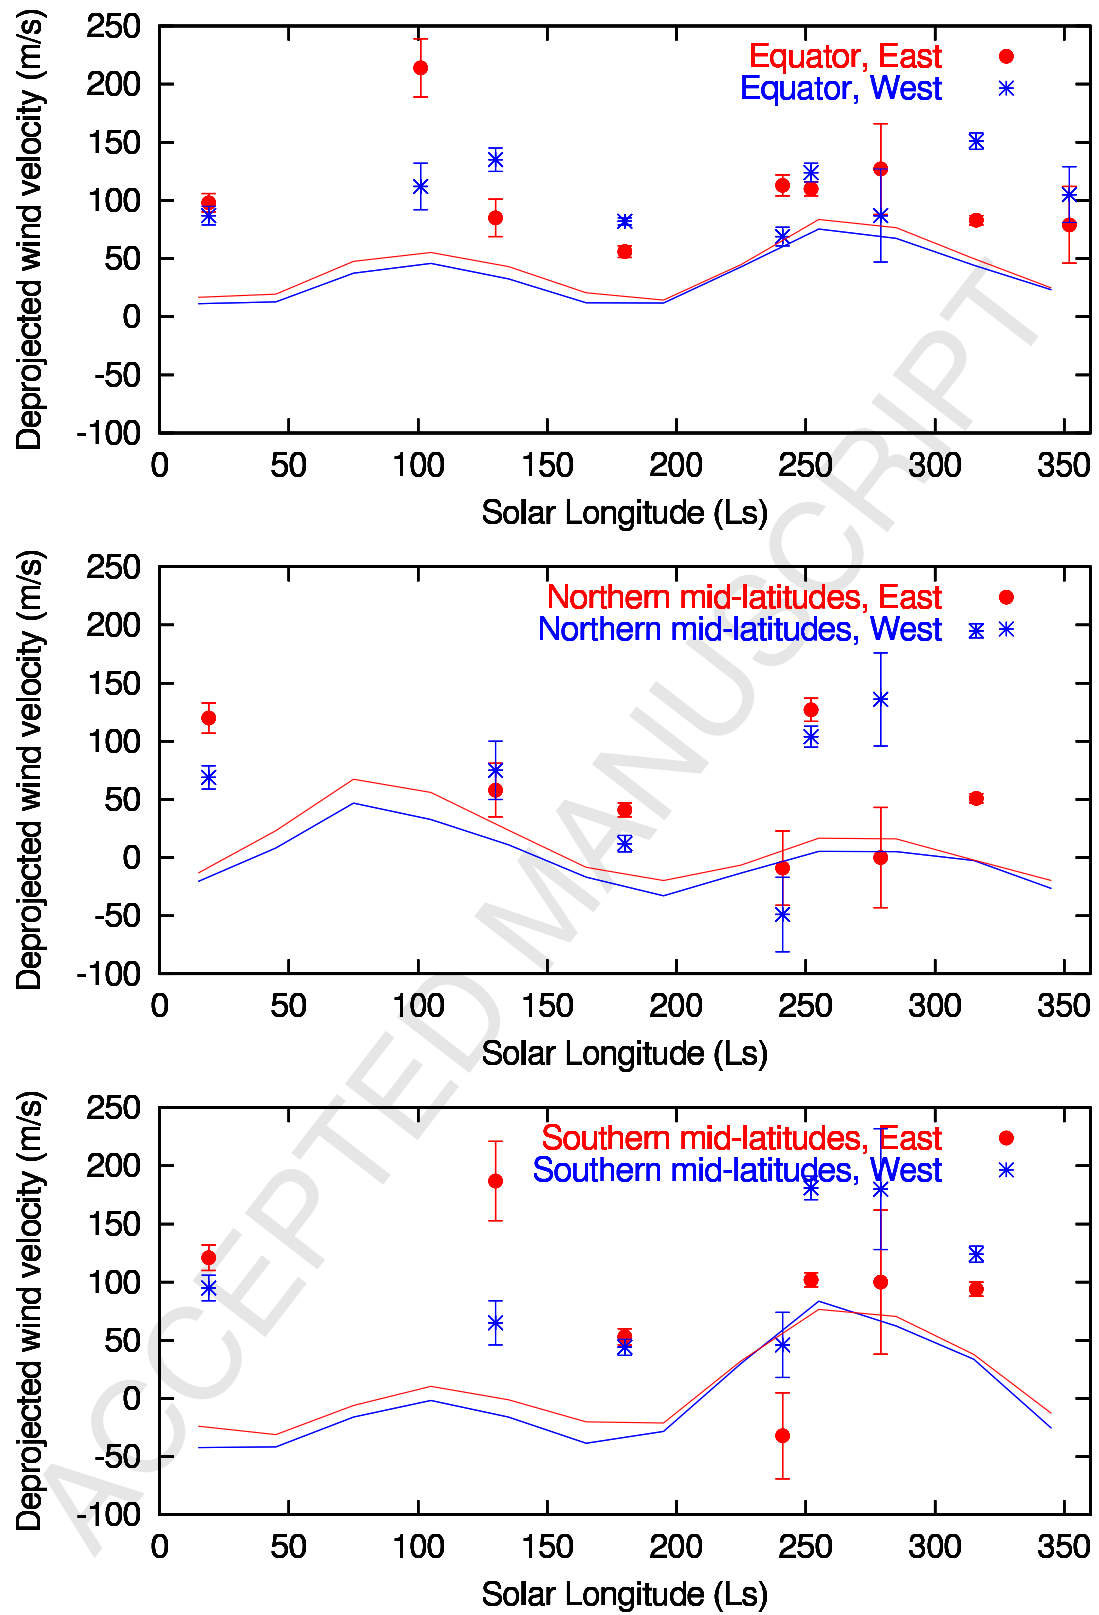 Deprojected wind velocity (m/s)
250
200
150
100
50
0
-50
-100
Equator, East
Equator, West
0 50 100 150 200 250 300 350
Solar Longitude (Ls)
Deprojected wind velocity (m/s)
250
200
150
100
50
0
-50
-100
Northern mid-latitudes, East
Northern mid-latitudes, West
0 50 100 150 200 250 300 350
Solar Longitude (Ls)
Deprojected wind velocity (m/s)
250
200
150
100
50
0
-50
-100
Southern mid-latitudes, East
Southern mid-latitudes, West
0 50 100 150 200 250 300 350
Solar Longitude (Ls)
ACCEPTED MANUSCRIPT